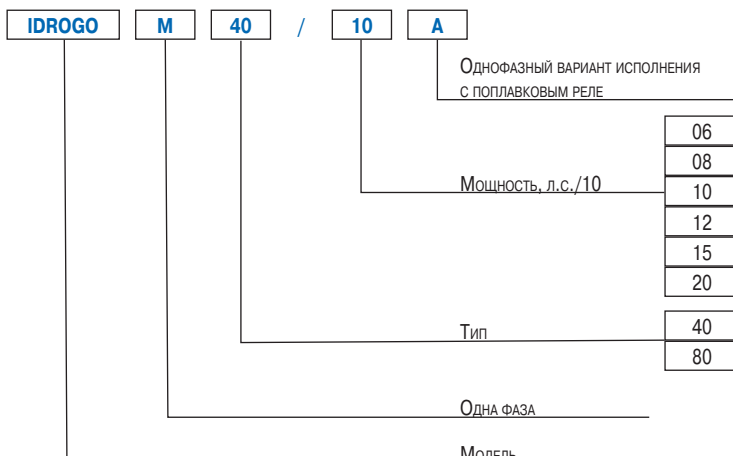 IDROGO M 40 / 10 A
Однофазный вариант исполнения
с поплавковым реле
06
08
Мощность, л.с./10
10
12
15
20
Тип
40
80
Одна фаза
Модель